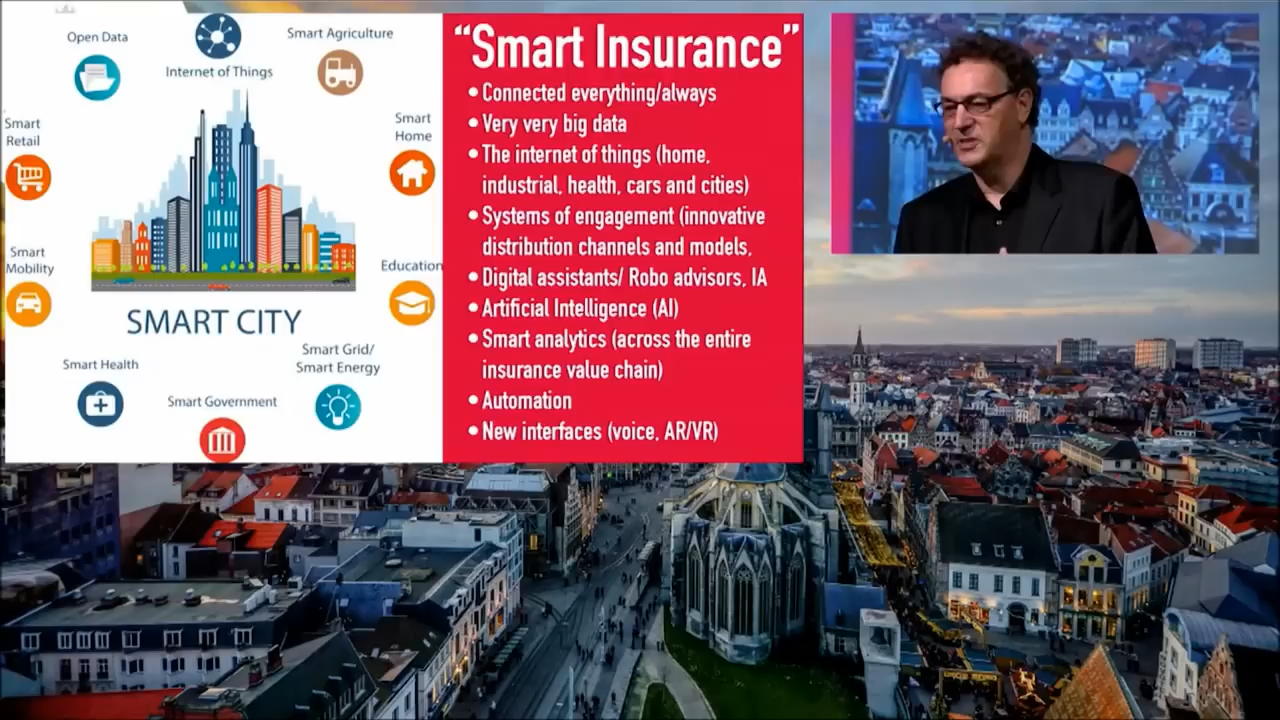 Open Data
Internet of Things
Smart Agriculture
Smart
Retail
Smart
Home
Smart
Mobility
Education
SMART CITY
Smart Health
Smart Government
Smart Grid/
Smart Energy
“Smart Insurance”
•Connected everything/always
•Very very big data
•The internet of things (home,
industrial, health, cars and cities)
•Systems of engagement (innovative
distribution channels and models,
•Digital assistants/ Robo advisors, IA
•Artificial Intelligence (AI)
•Smart analytics (across the entire
insurance value chain)
•Automation
•New interfaces (voice, AR/VR)